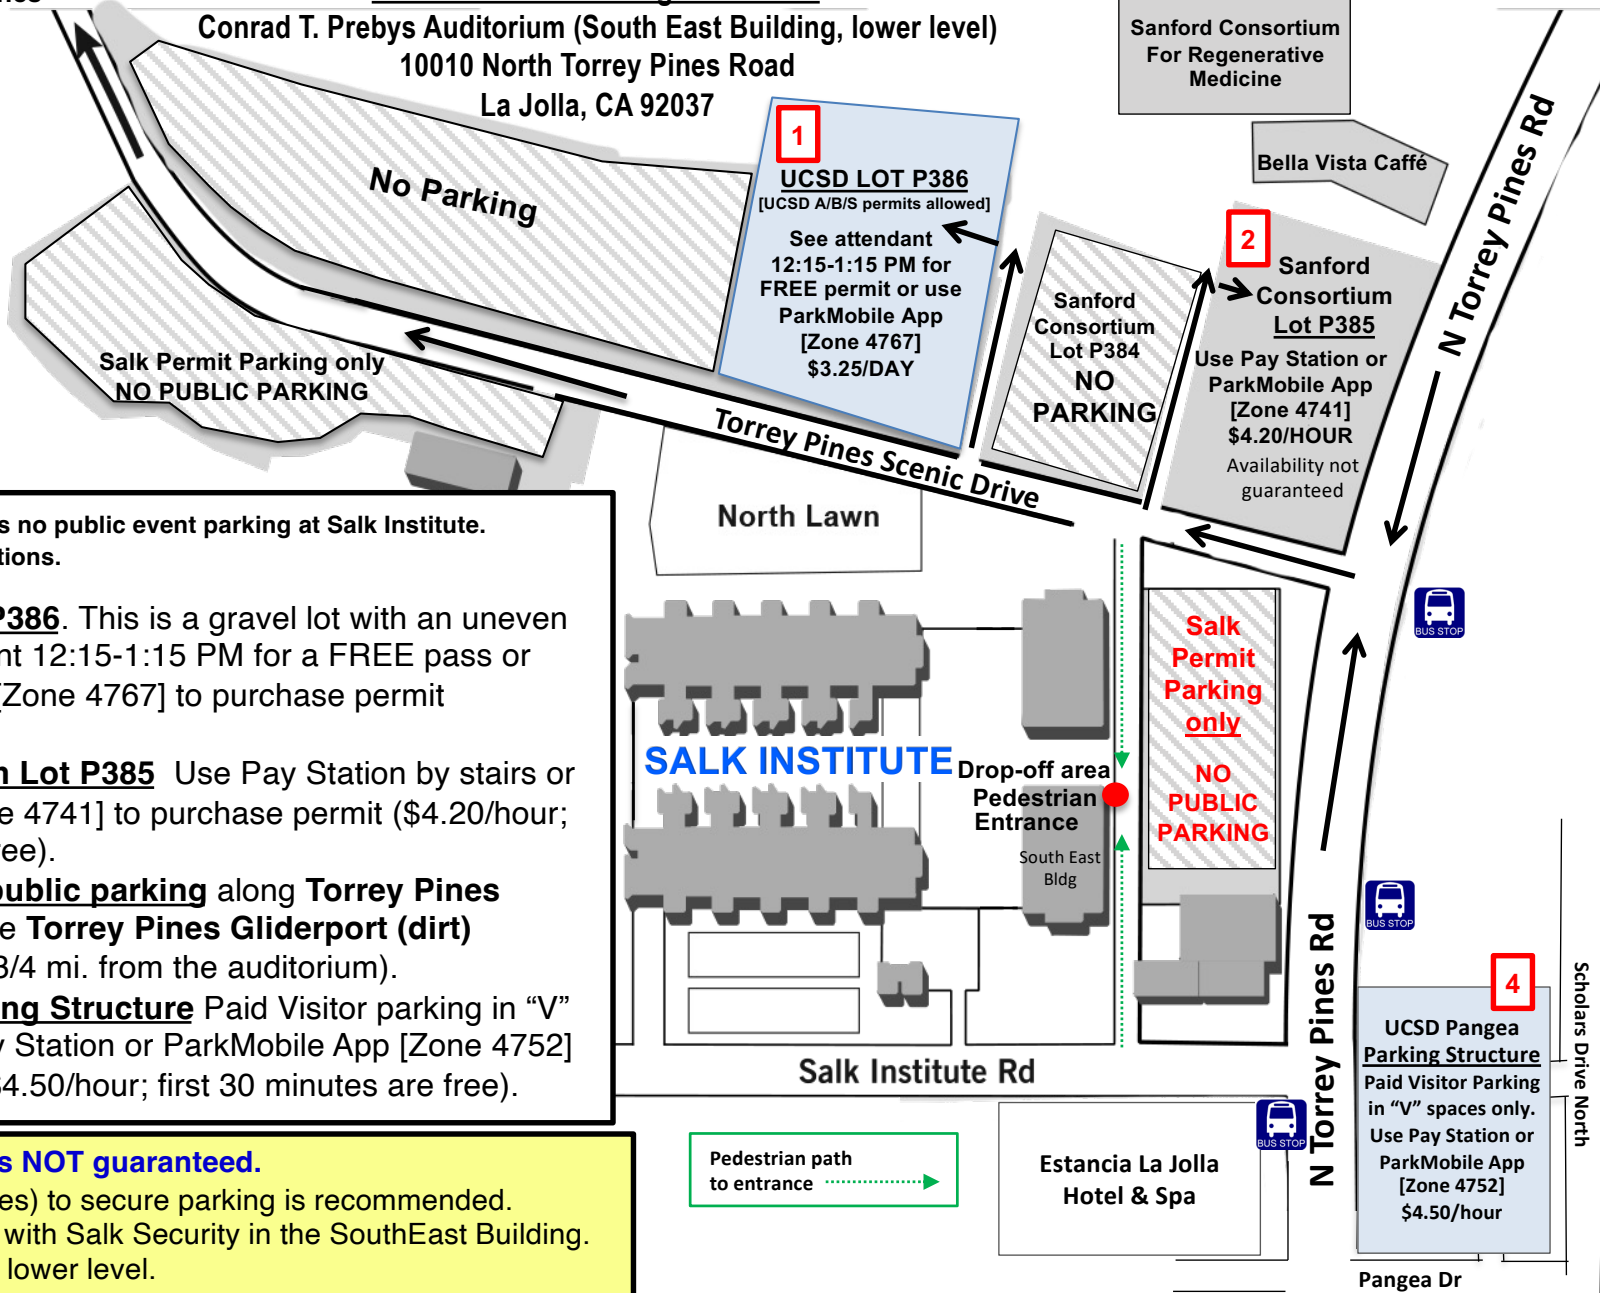 Conrad T. Prebys Auditorium (South East Building, lower level)
10010 North Torrey Pines Road
La Jolla, CA 92037
Sanford Consortium
For Regenerative
Medicine
Bella Vista Caffé
N Torrey Pines Rd
No Parking
1
UCSD LOT P386
[UCSD A/B/S permits allowed]
See attendant
12:15-1:15 PM for
FREE permit or use
ParkMobile App
[Zone 4767]
$3.25/DAY
Sanford
Consortium
Lot P384
NO
PARKING
2
Sanford
Consortium
Lot P385
Use Pay Station or
ParkMobile App
[Zone 4741]
$4.20/HOUR
Availability not
guaranteed
Salk Permit Parking only
NO PUBLIC PARKING
Torrey Pines Scenic Drive
North Lawn
s no public event parking at Salk Institute.
tions.
P386. This is a gravel lot with an uneven
nt 12:15-1:15 PM for a FREE pass or
[Zone 4767] to purchase permit
n Lot P385 Use Pay Station by stairs or
e 4741] to purchase permit ($4.20/hour;
ree).
public parking along Torrey Pines
e Torrey Pines Gliderport (dirt)
3/4 mi. from the auditorium).
ng Structure Paid Visitor parking in “V”
y Station or ParkMobile App [Zone 4752]
$4.50/hour; first 30 minutes are free).
s NOT guaranteed.
es) to secure parking is recommended.
with Salk Security in the SouthEast Building.
lower level.
SALK INSTITUTE
Drop-off area
Pedestrian
Entrance
South East
Bldg
Salk
Permit
Parking
only
NO
PUBLIC
PARKING
BUS STOP
BUS STOP
BUS STOP
Salk Institute Rd
N Torrey Pines Rd
N Torrey Pines Rd
Scholars Drive North
4
UCSD Pangea
Parking Structure
Paid Visitor Parking
in “V” spaces only.
Use Pay Station or
ParkMobile App
[Zone 4752]
$4.50/hour
Pangea Dr
Pedestrian path
to entrance
Estancia La Jolla
Hotel & Spa